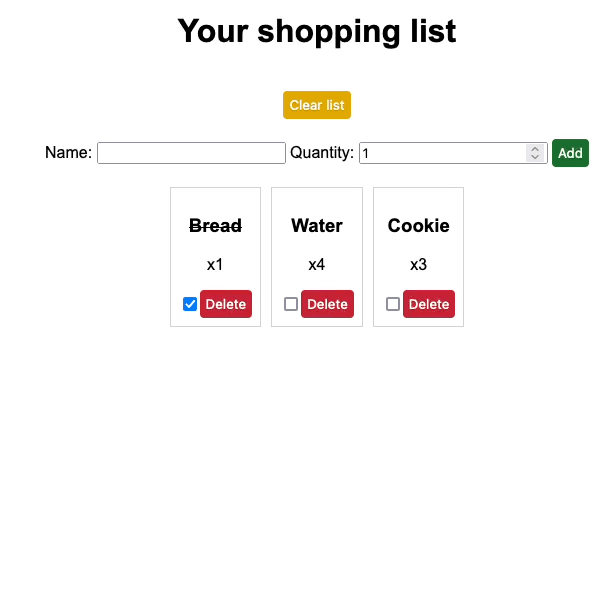 Your shopping list
Clear list
Name: Quantity: 1 Add
Bread Water Cookie
x1 x4 x3
Delete Delete Delete